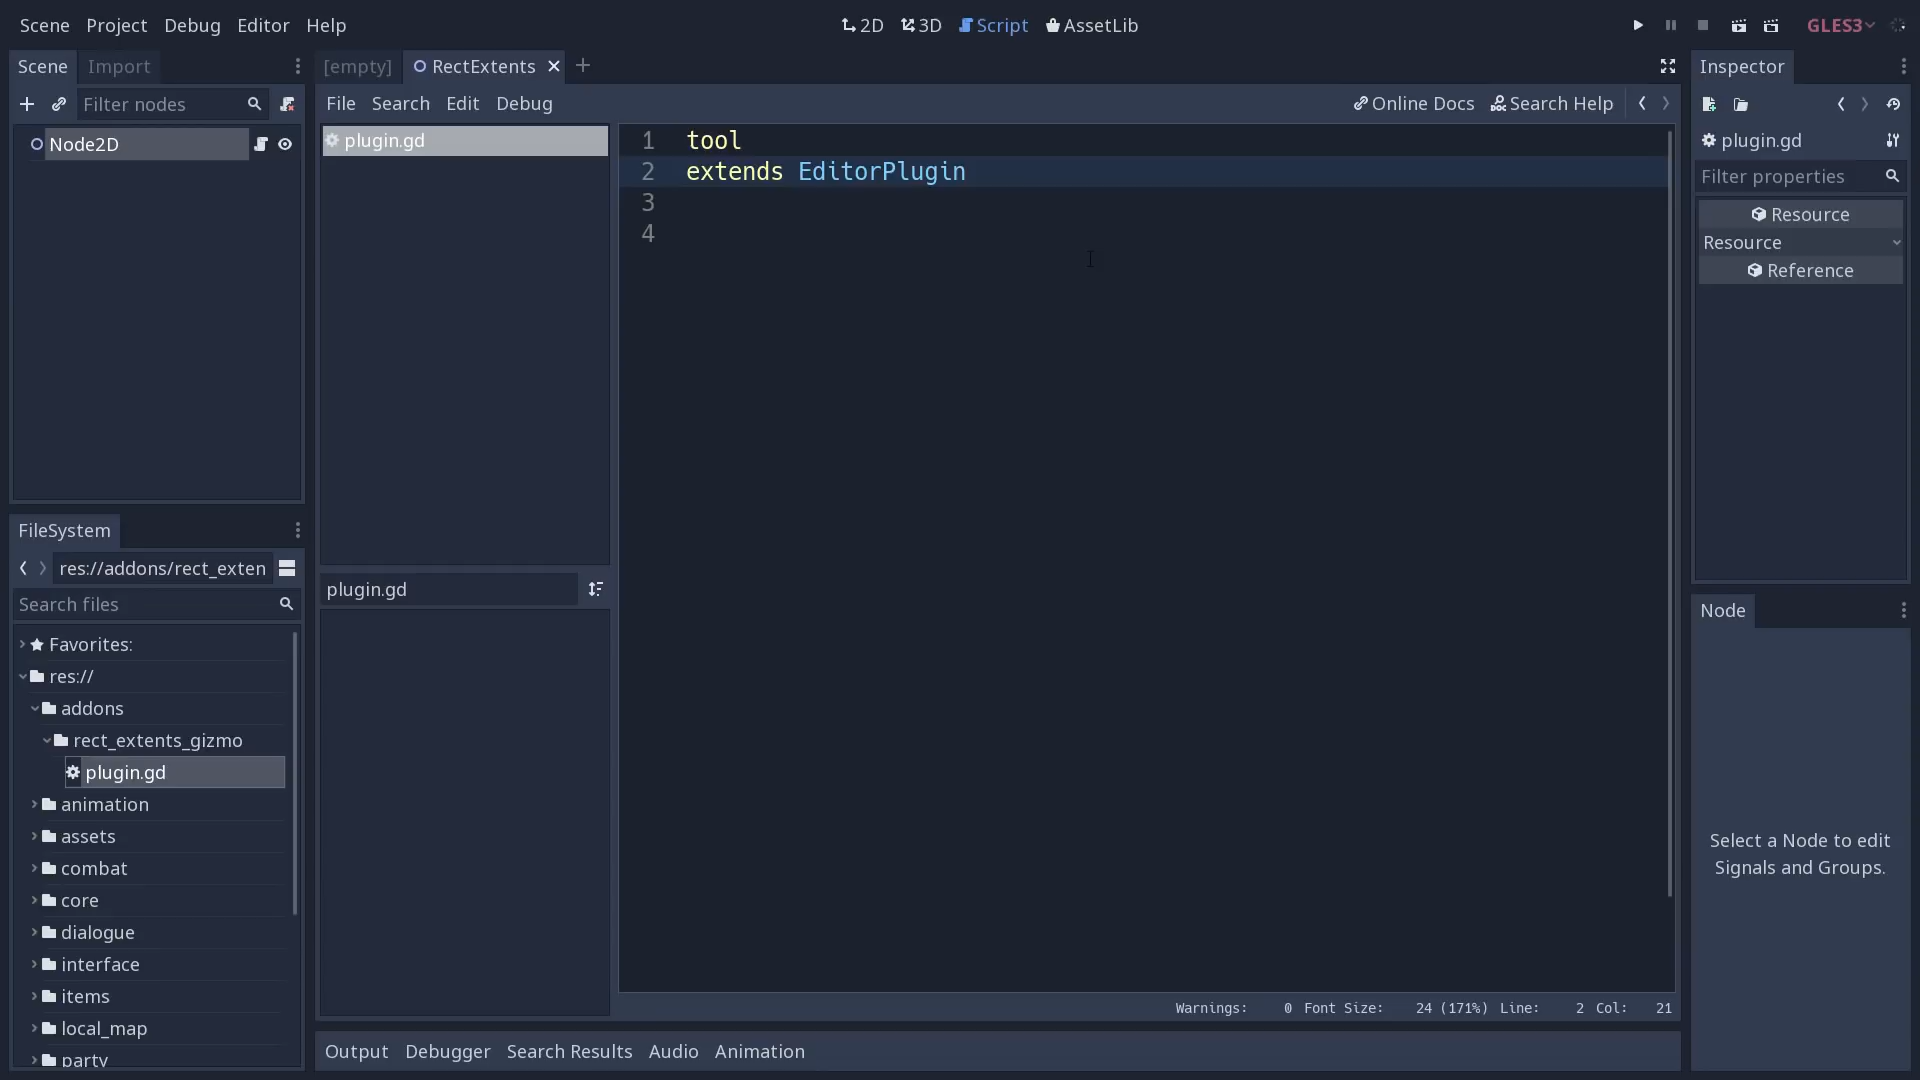 Scene Project Debug Editor Help
2D 3D Script AssetLib
GLES3
Scene Import
Filter nodes
Node2D
FileSystem
res://addons/rect_exten
Search files
Favorites:
res://
addons
rect_extents_gizmo
plugin.gd
animation
assets
combat
core
dialogue
interface
items
local_map
party
[empty] RectExtents
File Search Edit Debug
Online Docs Search Help
plugin.gd
plugin.gd
1 tool
2 extends EditorPlugin
3
4
Warnings: 0 Font Size: 24 (171%) Line: 2 Col: 21
Output Debugger Search Results Audio Animation
Inspector
plugin.gd
Filter properties
Resource
Resource
Reference
Node
Select a Node to edit
Signals and Groups.